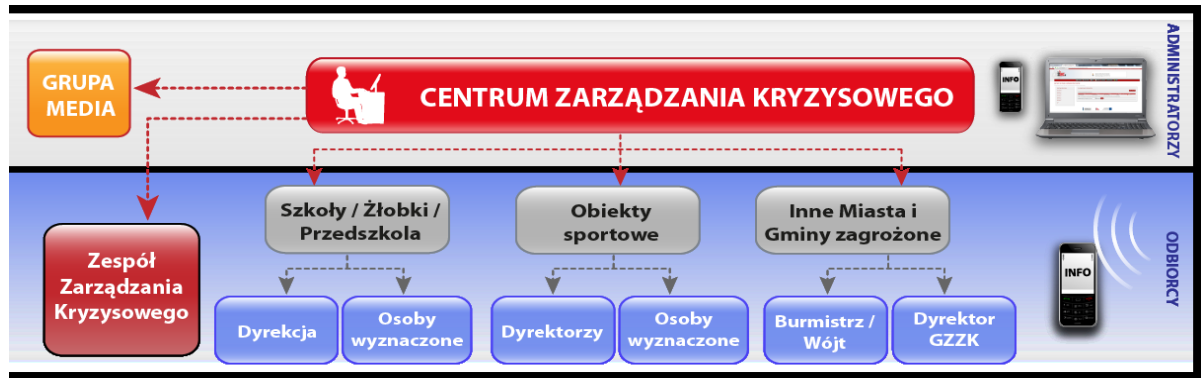 GRUPA
MEDIA
CENTRUM ZARZĄDZANIA KRYZYSOWEGO
INFO
ADMINISTRATORZY
Zespół
Zarządzania
Kryzysowego
Szkoły / Żłobki /
Przedszkola
Obiekty
sportowe
Inne Miasta i
Gminy zagrożone
Dyrekcja
Osoby
wyznaczone
Dyrektorzy
Osoby
wyznaczone
Burmistrz /
Wójt
Dyrektor
GZZK
INFO
ODBIORCY